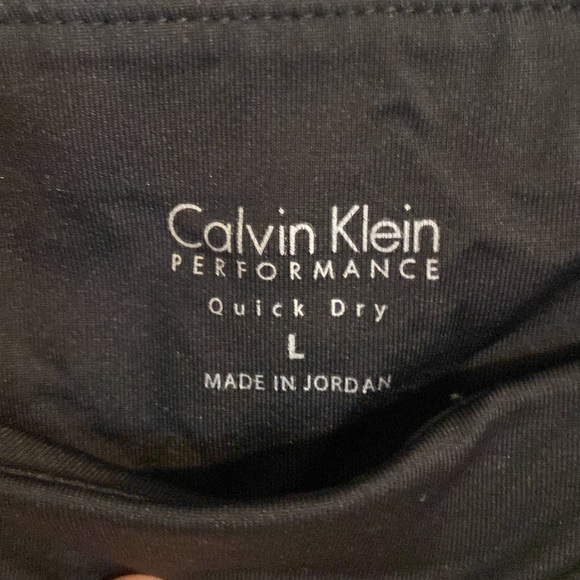 Calvin Klein
PERFORMANCE
Quick Dry
L
MADE IN JORDAN